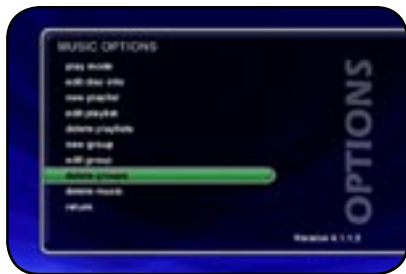 MUSIC OPTIONS
play mode
edit disc info
new playlist
edit playlist
delete playlists
new group
edit group
delete groups
delete music
return
OPTIONS